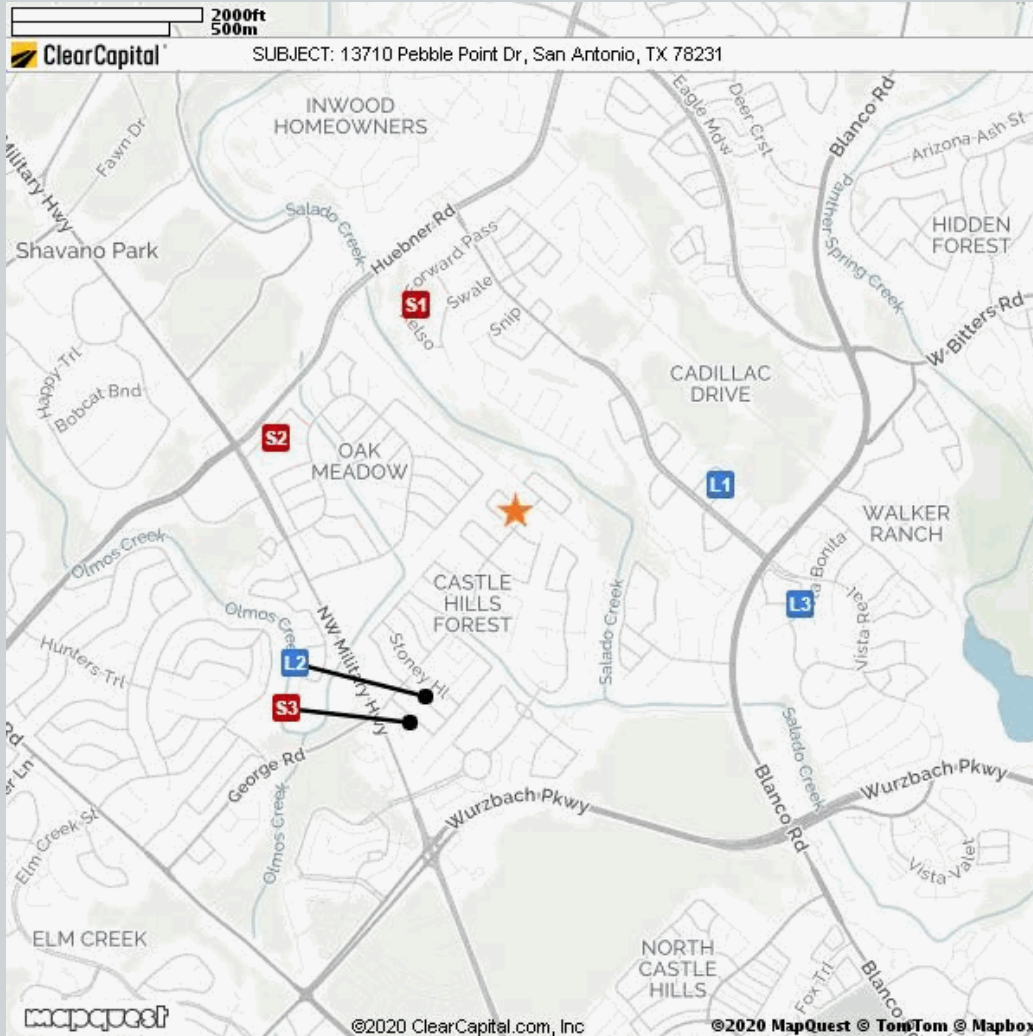 2000ft
500m
ClearCapital
SUBJECT: 13710 Pebble Point Dr, San Antonio, TX 78231
INWOOD
HOMEOWNERS
Fawn Dr
Military Hwy
Eagle Mdw
Deer Crst
Blanco Rd
Arizona Ash St
Salado Creek
Huebner Rd
Panther Spring Creek
HIDDEN
FOREST
Shavano Park
Forward Pass
S1
Swale
Snip
W Bitters Rd
Happy Trl
Bobcat Bnd
CADILLAC
DRIVE
S2
OAK
MEADOW
L1
WALKER
RANCH
Olmos Creek
CASTLE
HILLS
FOREST
L3
Vista Real
Olmos
NW Military Hwy
Salado Creek
Hunters Trl
L2
Stoney Hl
S3
Rd
Salado Creek
George Rd
Blanco Rd
Wurzbach Pkwy
Wurzbach Pkwy
Elm Creek St
Olmos Creek
Vista Valet
ELM CREEK
NORTH
CASTLE
HILLS
Fox Trl
Blanco
mapquest
©2020 ClearCapital.com, Inc
©2020 MapQuest © TomTom © Mapbox